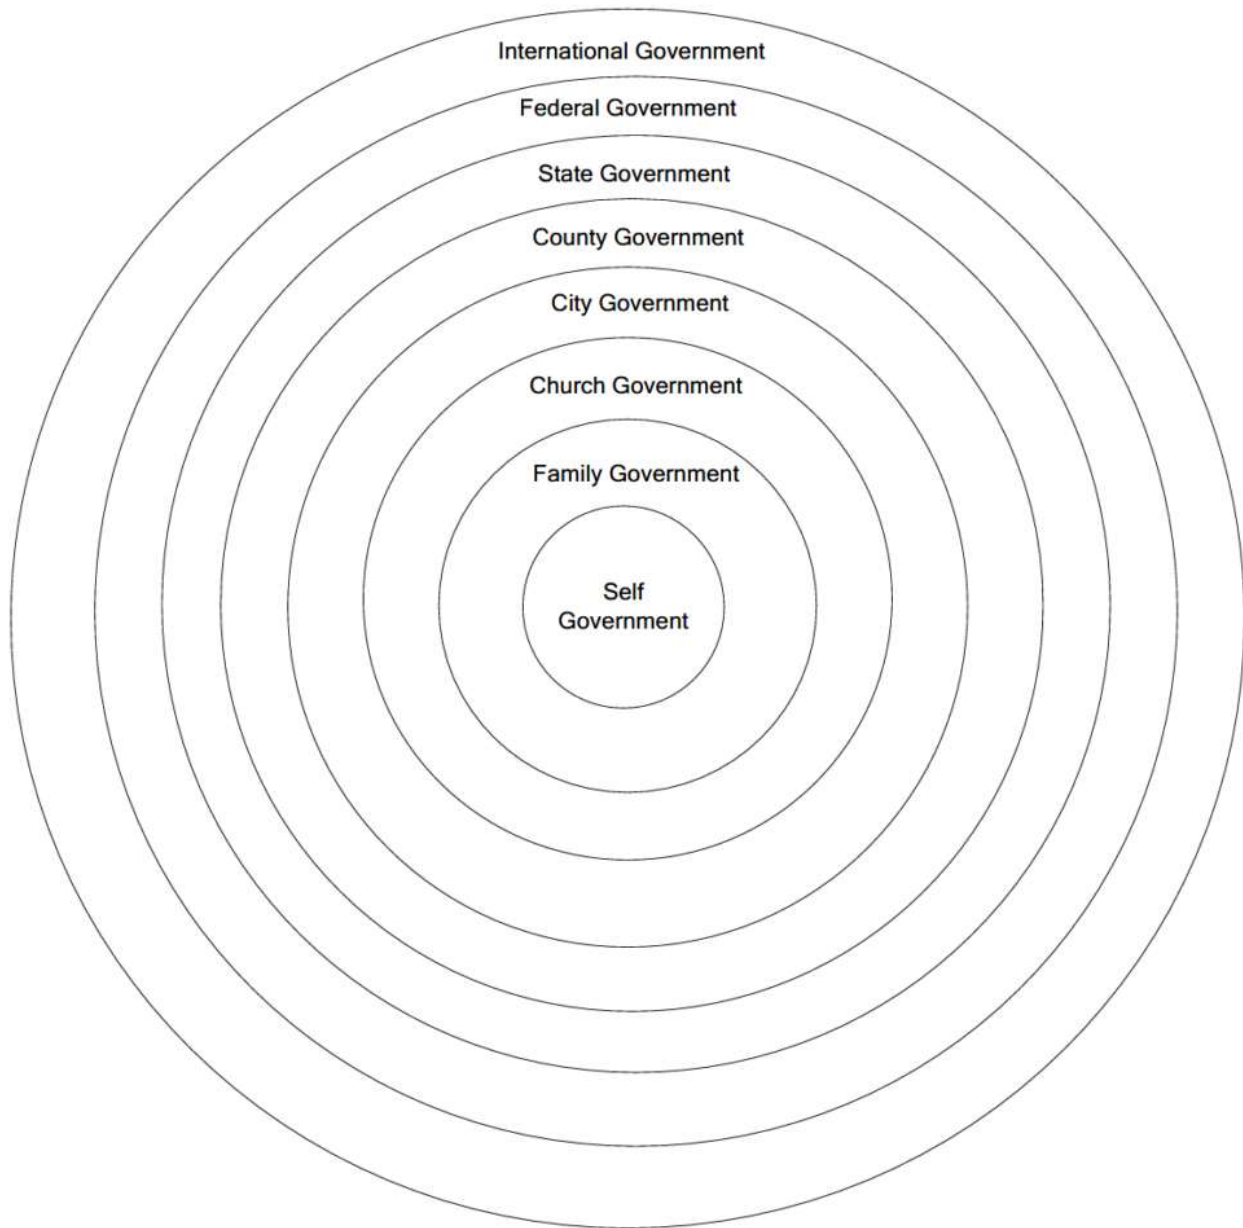 International Government
Federal Government
State Government
County Government
City Government
Church Government
Family Government
Self
Government